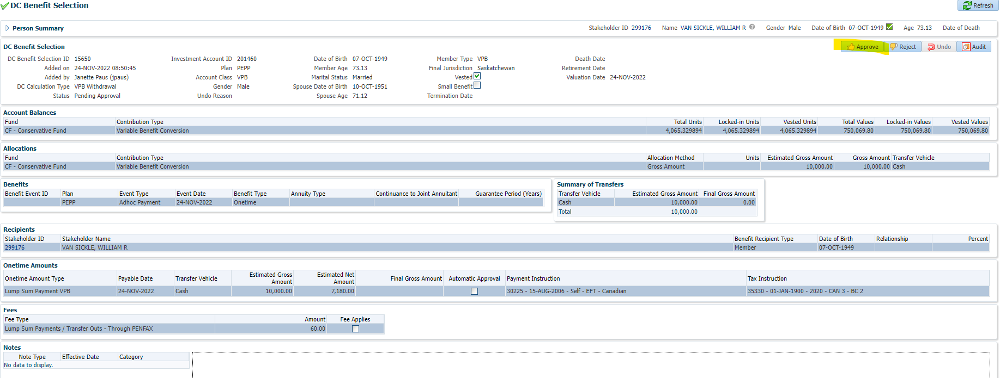 DC Benefit Selection
Refresh
Person Summary Stakeholder ID 299176 Name VAN SICKLE, WILLIAM R Gender Male Date of Birth 07-OCT-1949 Age 73.13 Date of Death
DC Benefit Selection Approve Reject Undo Audit
DC Benefit Selection ID 15650 Investment Account ID 201460 Date of Birth 07-OCT-1949 Member Type VPB Death Date
Added on 24-NOV-2022 08:50:45 Plan PEPP Member Age 73.13 Final Jurisdiction Saskatchewan Retirement Date
Added by Janette Paus (jpaus) Account Class VPB Marital Status Married Vested Valuation Date 24-NOV-2022
DC Calculation Type VPB Withdrawal Gender Male Spouse Date of Birth 10-OCT-1951 Small Benefit
Status Pending Approval Undo Reason Spouse Age 71.12 Termination Date
Account Balances
Fund Contribution Type Total Units Locked-in Units Vested Units Total Values Locked-in Values Vested Values
CF - Conservative Fund Variable Benefit Conversion 4,065.329894 4,065.329894 4,065.329894 750,069.80 750,069.80 750,069.80
Allocations
Fund Contribution Type Allocation Method Units Estimated Gross Amount Gross Amount Transfer Vehicle
CF - Conservative Fund Variable Benefit Conversion Gross Amount 10,000.00 10,000.00 Cash
Benefits
Benefit Event ID Plan Event Type Event Date Benefit Type Annuity Type Continuance to Joint Annuitant Guarantee Period (Years)
PEPP Adhoc Payment 24-NOV-2022 Onetime
Summary of Transfers
Transfer Vehicle Estimated Gross Amount Final Gross Amount
Cash 10,000.00 0.00
Total 10,000.00
Recipients
Stakeholder ID Stakeholder Name Benefit Recipient Type Date of Birth Relationship Percent
299176 VAN SICKLE, WILLIAM R Member 07-OCT-1949
Onetime Amounts
Onetime Amount Type Payable Date Transfer Vehicle Estimated Gross Amount Estimated Net Amount Final Gross Amount Automatic Approval Payment Instruction Tax Instruction
Lump Sum Payment VPB 24-NOV-2022 Cash 10,000.00 7,180.00 30225 - 15-AUG-2006 - Self - EFT - Canadian 35330 - 01-JAN-1900 - 2020 - CAN 3 - BC 2
Fees
Fee Type Amount Fee Applies
Lump Sum Payments / Transfer Outs - Through PENFAX 60.00
Notes
Note Type Effective Date Category
No data to display.